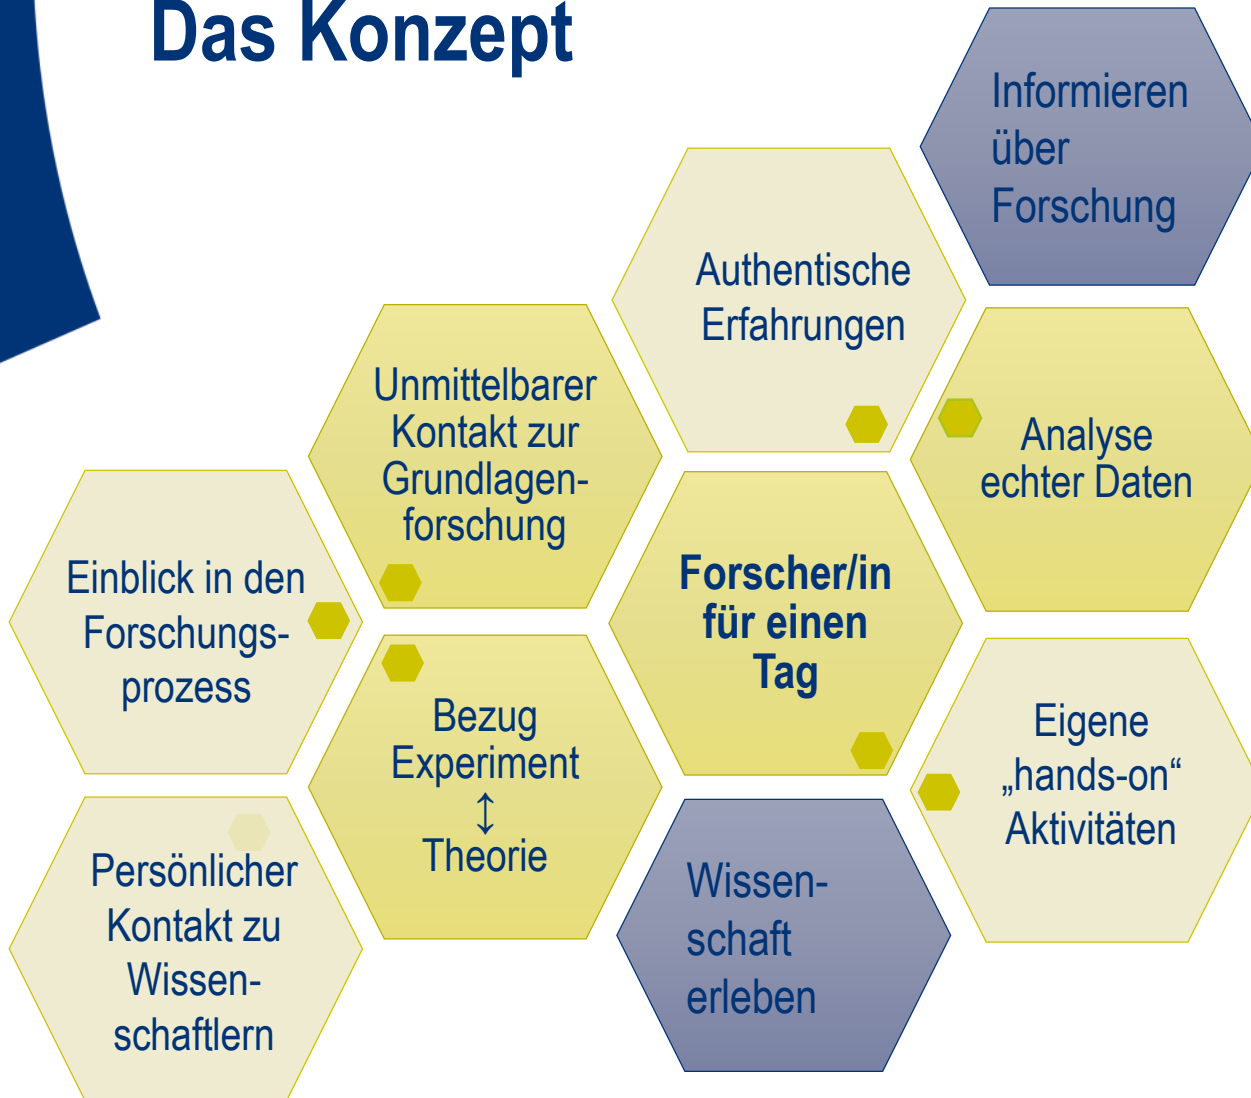 Das Konzept
Informieren
über
Forschung
Authentische
Erfahrungen
Unmittelbarer
Kontakt zur
Grundlagen-
forschung
Analyse
echter Daten
Einblick in den
Forschungs-
prozess
Forscher/in
für einen
Tag
Bezug
Experiment
↕
Theorie
Eigene
„hands-on“
Aktivitäten
Persönlicher
Kontakt zu
Wissen-
schaftlern
Wissen-
schaft
erleben